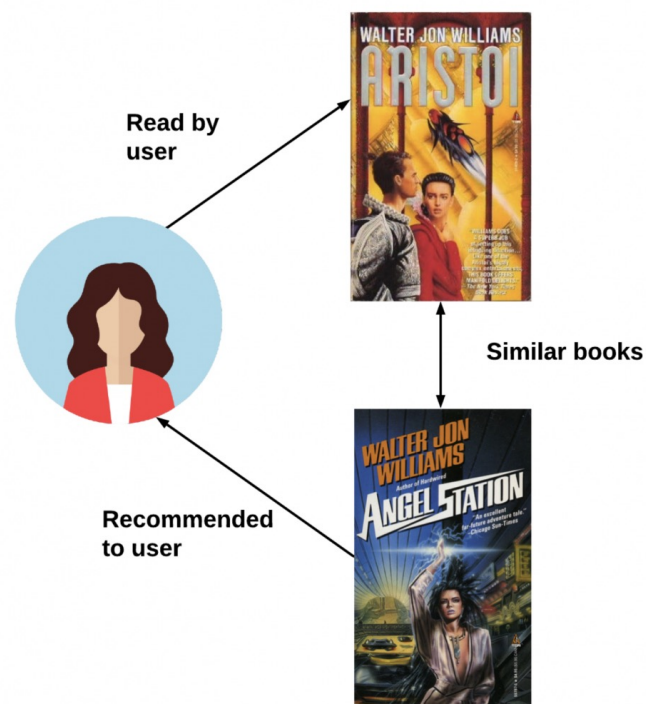 WALTER JON WILLIAMS
ARISTOI
Read by
user
Similar books
WALTER JON
WILLIAMS
Author of Hardwired
ANGEL STATION
"An excellent
far-future adventure tale."
—Chicago Sun-Times
Recommended
to user